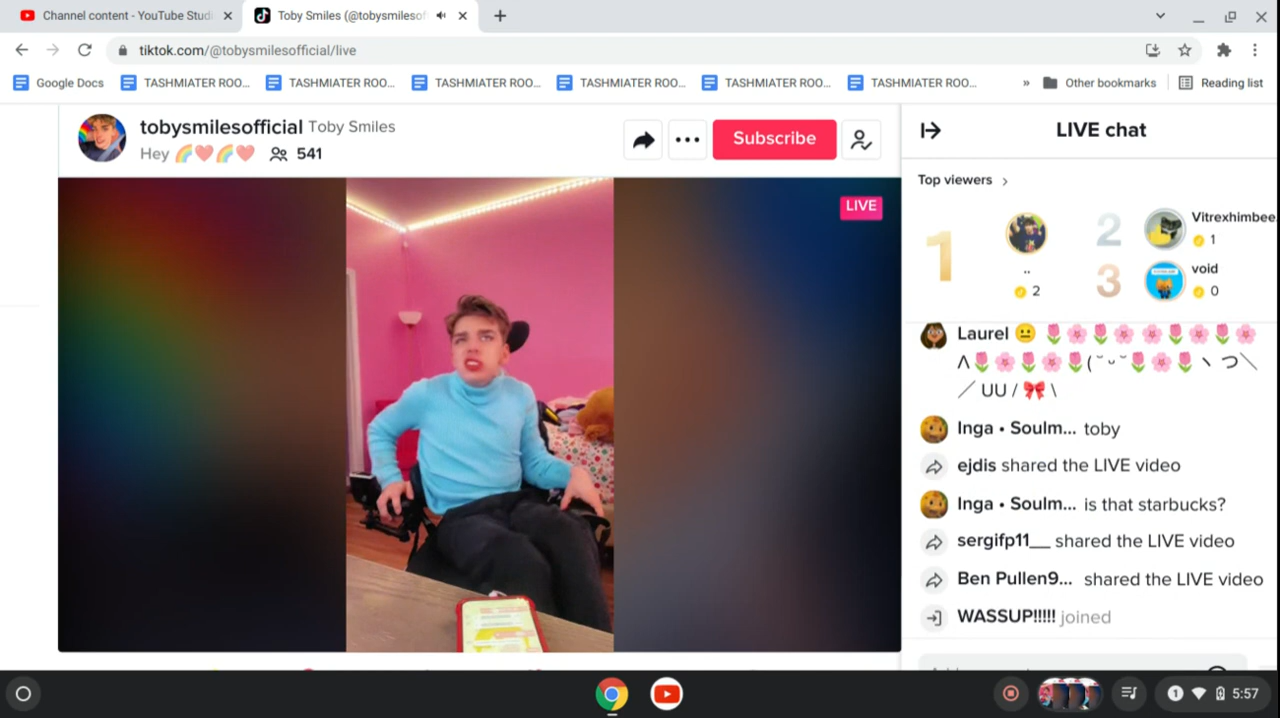 Channel content - YouTube Studi
Toby Smiles (@tobysmilesof
tiktok.com/@tobysmilesofficial/live
Google Docs
TASHMIATER ROO...
TASHMIATER ROO...
TASHMIATER ROO...
TASHMIATER ROO...
TASHMIATER ROO...
TASHMIATER ROO...
» Other bookmarks
Reading list
tobysmilesofficial Toby Smiles
Hey 🌈❤️🌈❤️ 541
Subscribe
LIVE
LIVE chat
Top viewers >
1
..
2
2
Vitrexhimbee
1
3
void
0
Laurel 😐 🌷🌸🌷🌸 🌸🌷🌸🌷🌸
Λ🌷🌸🌷🌸🌷(˘ᵕ˘🌷🌸🌷ヽ つ＼
／ UU / 🎀 \
Inga • Soulm... toby
ejdis shared the LIVE video
Inga • Soulm... is that starbucks?
sergifp11__ shared the LIVE video
Ben Pullen9... shared the LIVE video
WASSUP!!!!! joined
1
5:57